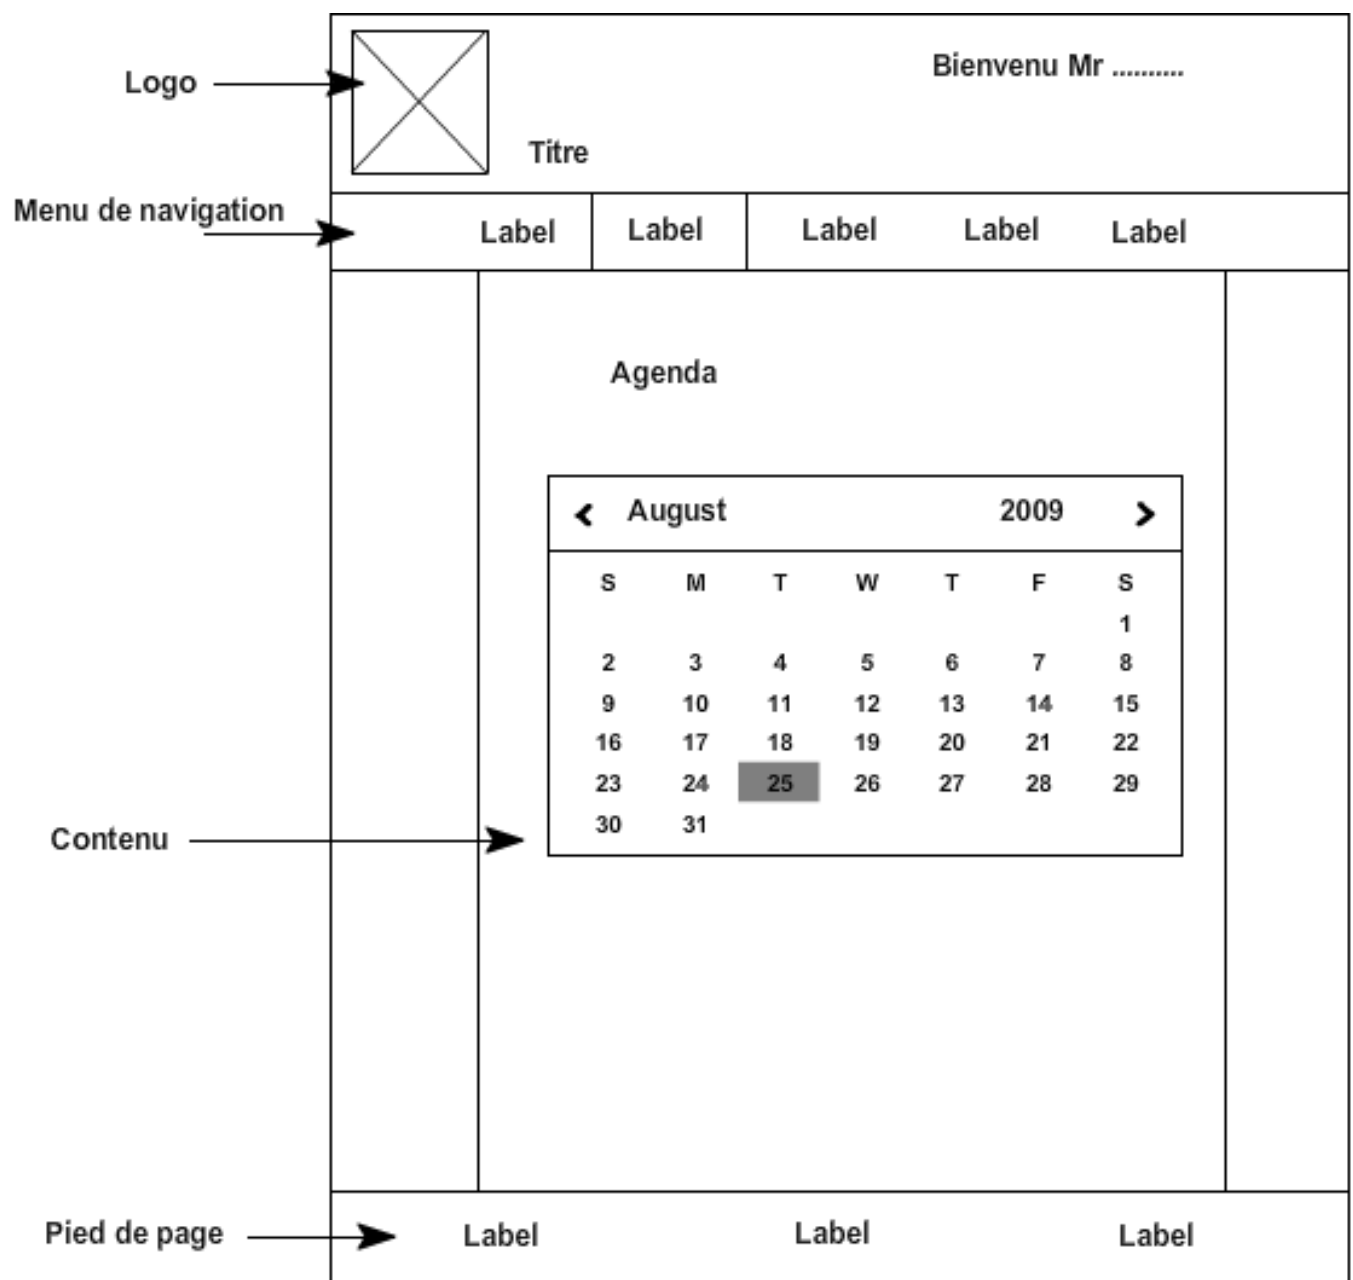 Logo
Bienvenu Mr ..........
Titre
Menu de navigation
Label Label Label Label Label
Agenda
August 2009
S M T W T F S
1
2 3 4 5 6 7 8
9 10 11 12 13 14 15
16 17 18 19 20 21 22
23 24 25 26 27 28 29
30 31
Contenu
Pied de page
Label Label Label